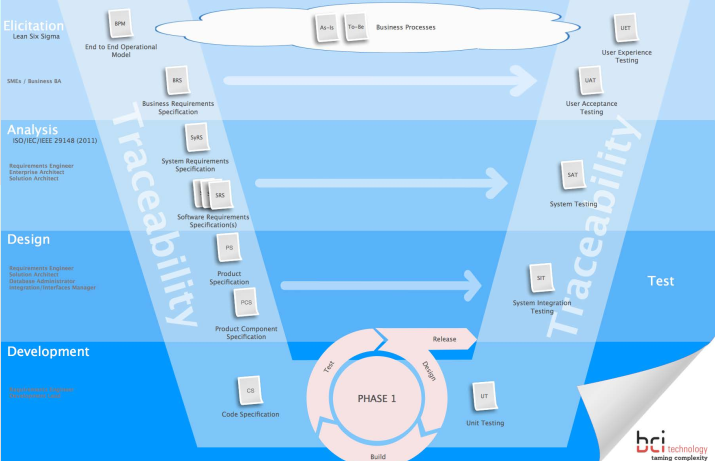 Elicitation
Lean Six Sigma
SMEs / Business BA
BPM
End to End Operational
Model
As-Is
To-Be
Business Processes
UET
User Experience
Testing
BRS
Business Requirements
Specification
UAT
User Acceptance
Testing
Traceability
Traceability
Analysis
ISO/IEC/IEEE 29148 (2011)
Requirements Engineer
Enterprise Architect
Solution Architect
SyRS
System Requirements
Specification
SRS
Software Requirements
Specification(s)
SAT
System Testing
Design
Requirements Engineer
Solution Architect
Database Administrator
Integration/Interfaces Manager
PS
Product
Specification
PCS
Product Component
Specification
SIT
System Integration
Testing
Test
Development
CS
Code Specification
Release
Test
Design
PHASE 1
Build
UT
Unit Testing
bci technology
taming complexity